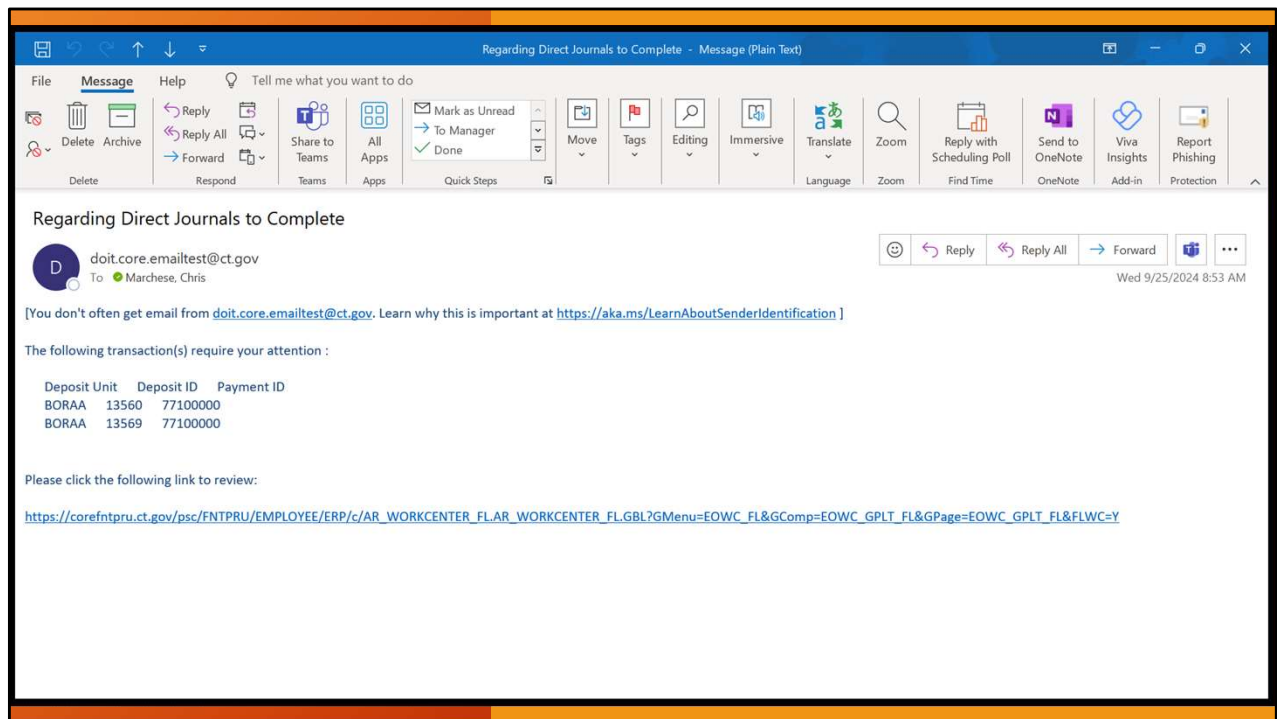 Regarding Direct Journals to Complete - Message (Plain Text)
File Message Help Tell me what you want to do
Delete Archive
Reply
Reply All
Forward
Share to Teams
All Apps
Mark as Unread
To Manager
Done
Move
Tags
Editing
Immersive
Translate
Zoom
Reply with Scheduling Poll
Send to OneNote
Viva Insights
Report Phishing
Delete Respond Teams Apps Quick Steps Language Zoom Find Time OneNote Add-in Protection
Regarding Direct Journals to Complete
D
doit.core.emailtest@ct.gov
To Marchese, Chris
Reply Reply All Forward
Wed 9/25/2024 8:53 AM
[You don't often get email from doit.core.emailtest@ct.gov. Learn why this is important at https://aka.ms/LearnAboutSenderIdentification ]
The following transaction(s) require your attention :
Deposit Unit Deposit ID Payment ID
BORAA 13560 77100000
BORAA 13569 77100000
Please click the following link to review:
https://corefntpru.ct.gov/psc/FNTPRU/EMPLOYEE/ERP/c/AR_WORKCENTER_FL.AR_WORKCENTER_FL.GBL?GMenu=EOWC_FL&GComp=EOWC_GPLT_FL&GPage=EOWC_GPLT_FL&FLWC=Y